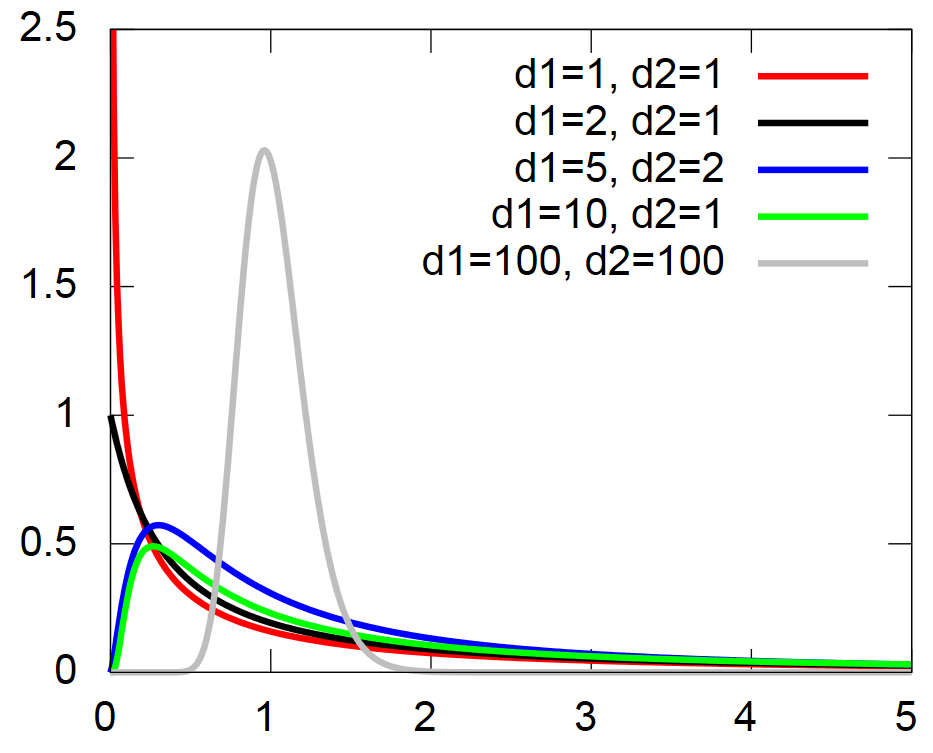 2.5
2
1.5
1
0.5
0
d1=1, d2=1
d1=2, d2=1
d1=5, d2=2
d1=10, d2=1
d1=100, d2=100
0 1 2 3 4 5